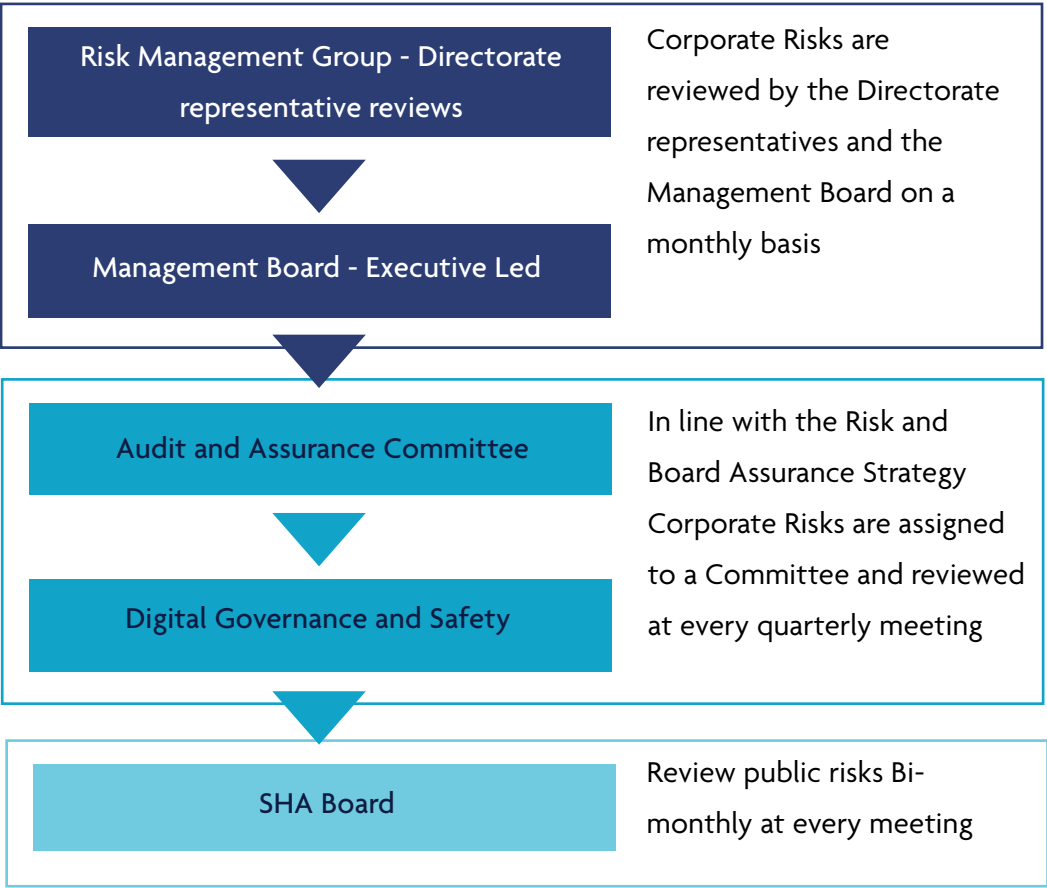 Risk Management Group - Directorate
representative reviews
Management Board - Executive Led
Corporate Risks are
reviewed by the Directorate
representatives and the
Management Board on a
monthly basis
Audit and Assurance Committee
Digital Governance and Safety
In line with the Risk and
Board Assurance Strategy
Corporate Risks are assigned
to a Committee and reviewed
at every quarterly meeting
SHA Board
Review public risks Bi-
monthly at every meeting